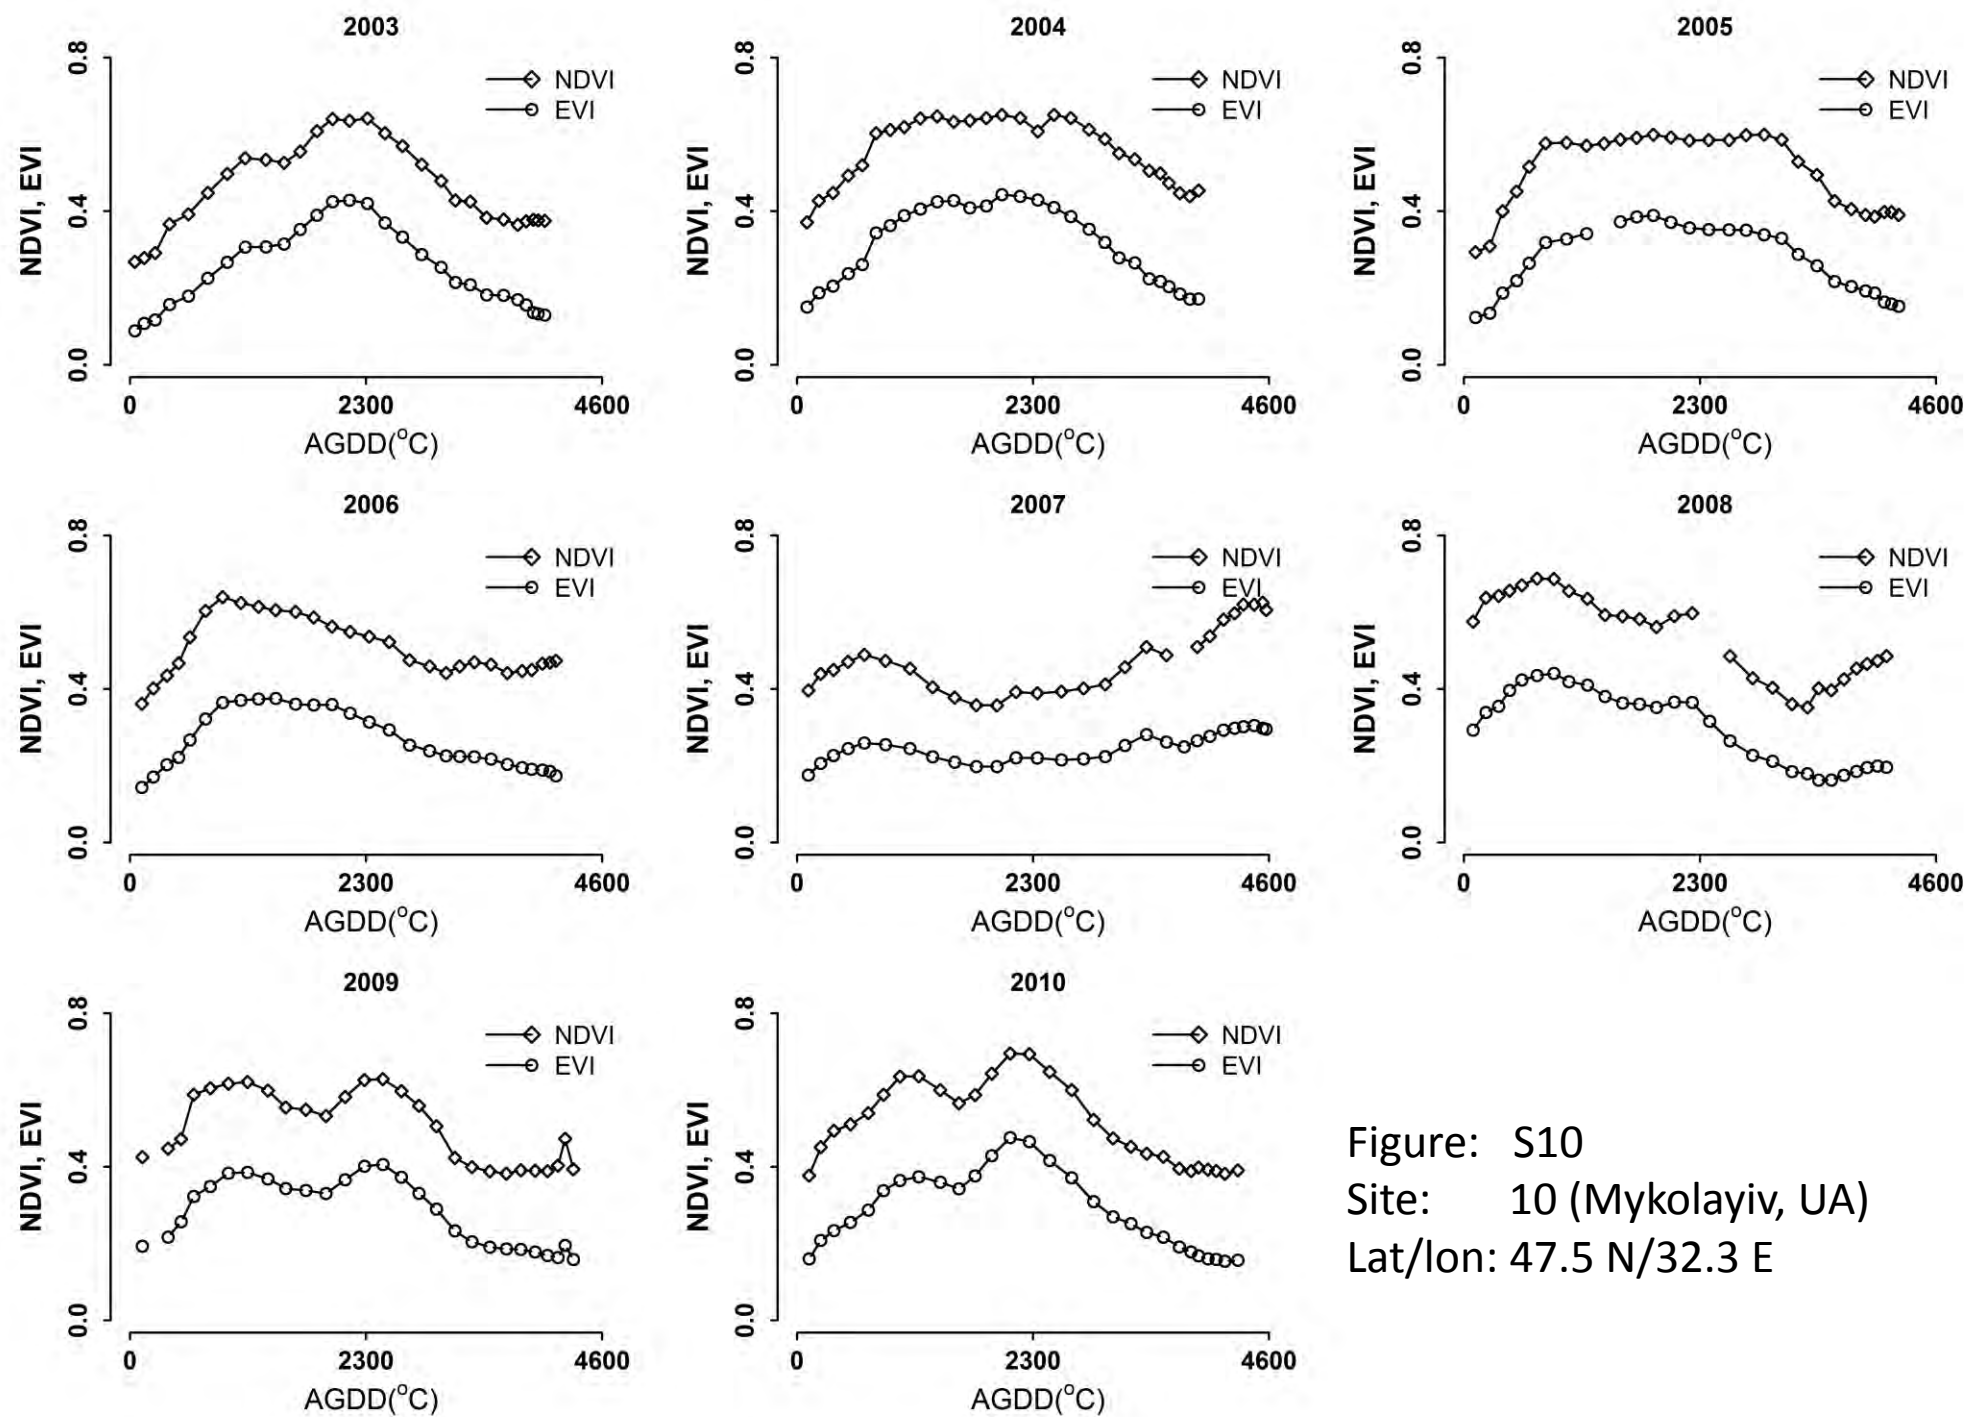 2003
NDVI
EVI
NDVI, EVI
0.8
0.4
0.0
0 2300 4600
AGDD(°C)
2004
NDVI
EVI
NDVI, EVI
0.8
0.4
0.0
0 2300 4600
AGDD(°C)
2005
NDVI
EVI
NDVI, EVI
0.8
0.4
0.0
0 2300 4600
AGDD(°C)
2006
NDVI
EVI
NDVI, EVI
0.8
0.4
0.0
0 2300 4600
AGDD(°C)
2007
NDVI
EVI
NDVI, EVI
0.8
0.4
0.0
0 2300 4600
AGDD(°C)
2008
NDVI
EVI
NDVI, EVI
0.8
0.4
0.0
0 2300 4600
AGDD(°C)
2009
NDVI
EVI
NDVI, EVI
0.8
0.4
0.0
0 2300 4600
AGDD(°C)
2010
NDVI
EVI
NDVI, EVI
0.8
0.4
0.0
0 2300 4600
AGDD(°C)
Figure: S10
Site: 10 (Mykolayiv, UA)
Lat/lon: 47.5 N/32.3 E